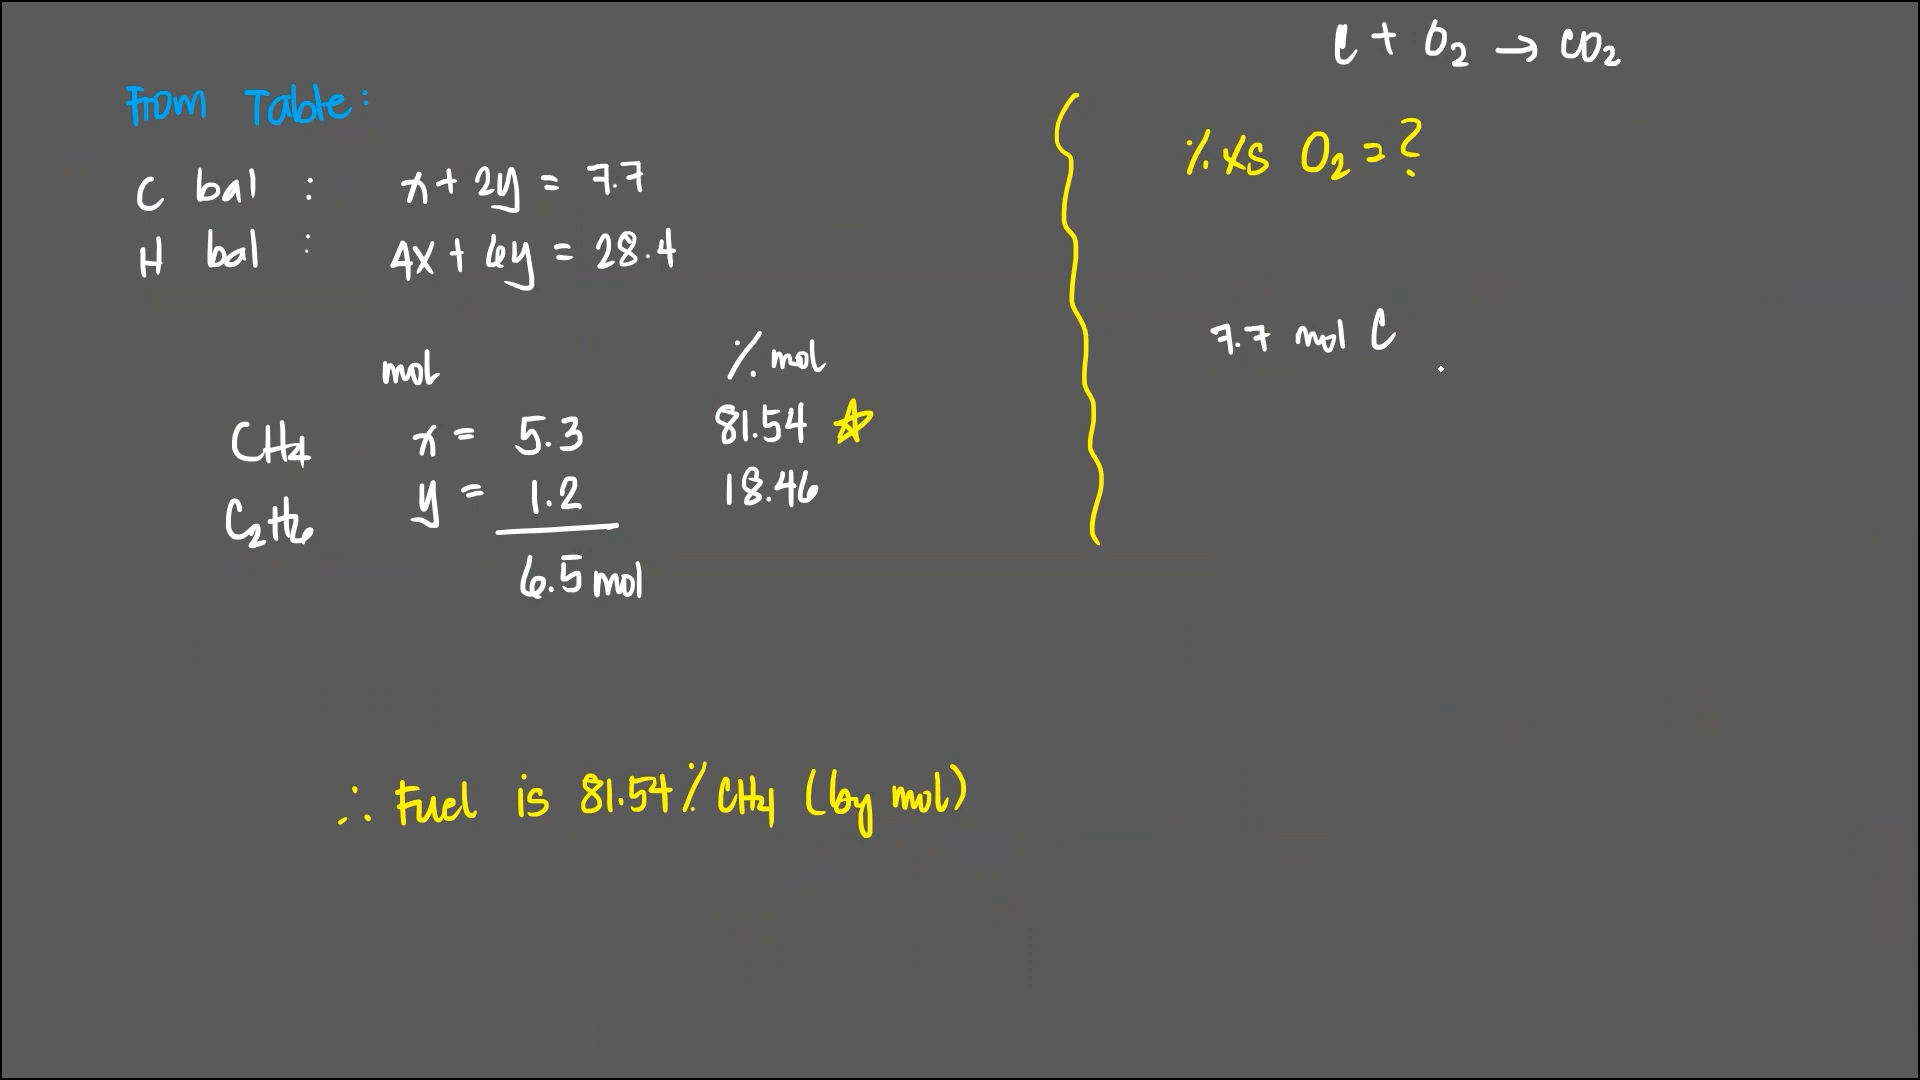 C + O₂ → CO₂
From Table:
C bal : x + 2y = 7.7
H bal : 4x + 6y = 28.4
mol % mol
CH₄ x = 5.3 81.54 ☆
C₂H₆ y = 1.2 18.46
6.5 mol
∴ Fuel is 81.54% CH₄ (by mol)
% xs O₂ = ?
7.7 mol C